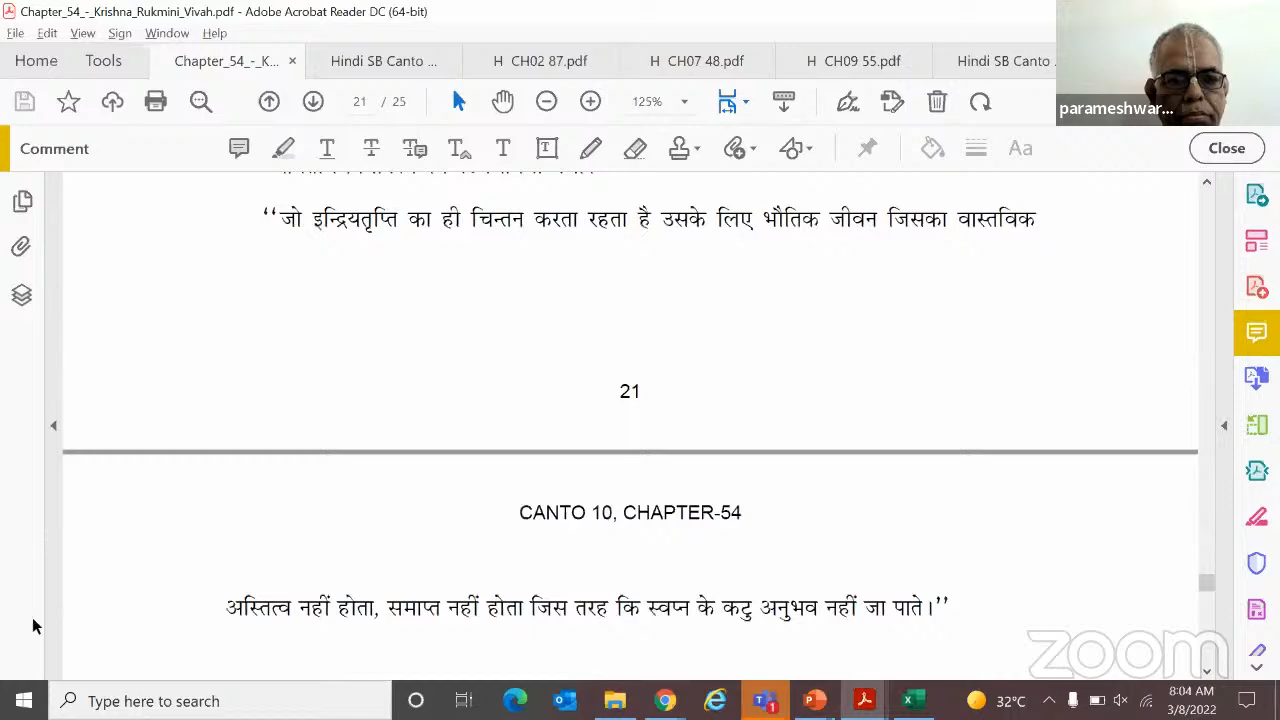 Chapter_54_-_Krishna_Rukmini_Vivah.pdf - Adobe Acrobat Reader DC (64-bit)
File Edit View Sign Window Help
Home Tools Chapter_54_-_K... × Hindi SB Canto ... H CH02 87.pdf H CH07 48.pdf H CH09 55.pdf Hindi SB Canto
21 / 25 125%
parameshwar...
Comment Aa Close
‘‘जो इन्द्रियतृप्ति का ही चिन्तन करता रहता है उसके लिए भौतिक जीवन जिसका वास्तविक
21
CANTO 10, CHAPTER-54
अस्तित्व नहीं होता, समाप्त नहीं होता जिस तरह कि स्वप्न के कटु अनुभव नहीं जा पाते।’’
zoom
Type here to search 1 32°C 8:04 AM
3/8/2022